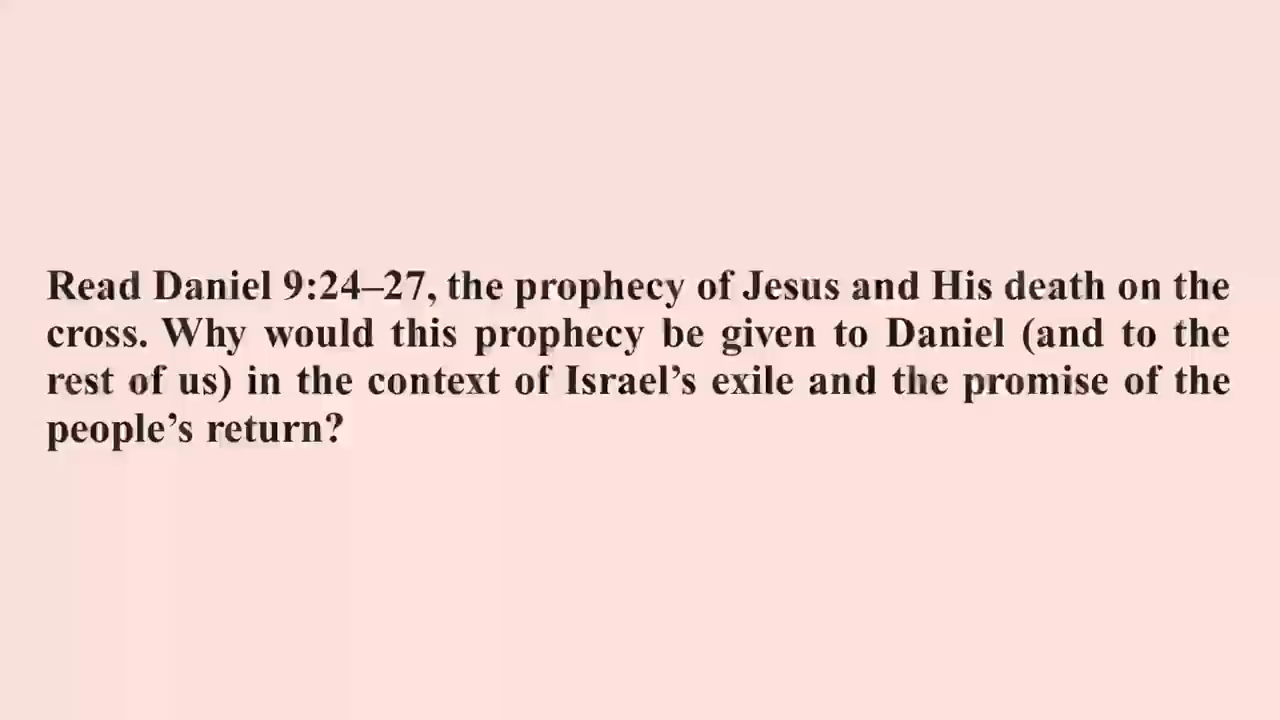 Read Daniel 9:24–27, the prophecy of Jesus and His death on the
cross. Why would this prophecy be given to Daniel (and to the
rest of us) in the context of Israel’s exile and the promise of the
people’s return?